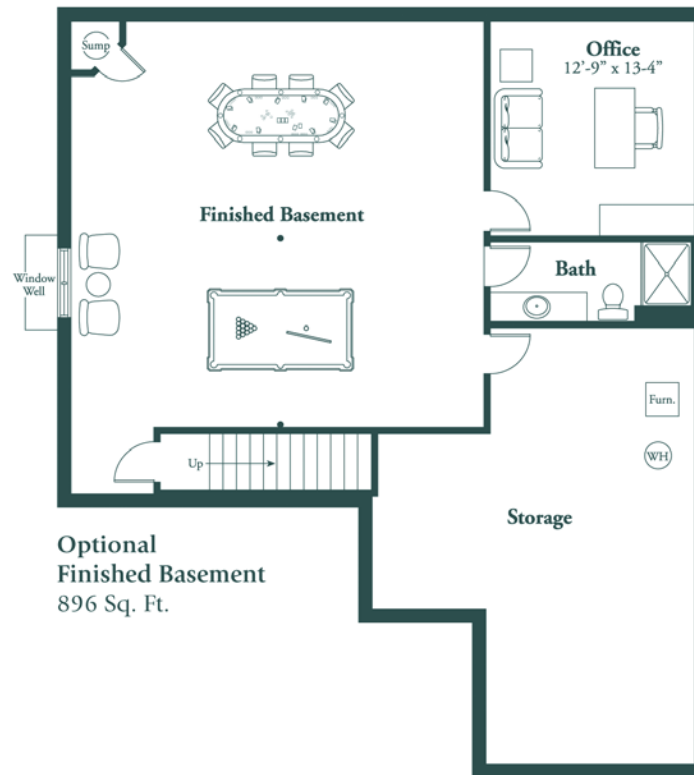 Sump
Office
12’-9” x 13-4”
Finished Basement
Window
Well
Bath
Furn.
WH
Up
Storage
Optional
Finished Basement
896 Sq. Ft.